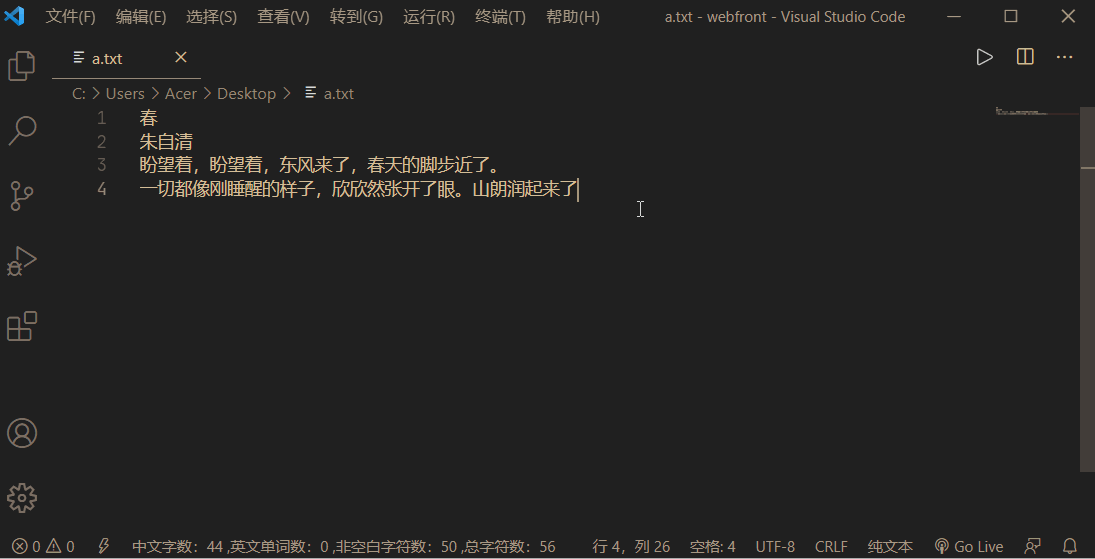 文件(F) 编辑(E) 选择(S) 查看(V) 转到(G) 运行(R) 终端(T) 帮助(H) a.txt - webfront - Visual Studio Code
a.txt
C: > Users > Acer > Desktop > a.txt
1 春
2 朱自清
3 盼望着，盼望着，东风来了，春天的脚步近了。
4 一切都像刚睡醒的样子，欣欣然张开了眼。山朗润起来了
0 0 中文字数：44 ,英文单词数：0 ,非空白字符数：50 ,总字符数：56 行 4，列 26 空格: 4 UTF-8 CRLF 纯文本 Go Live